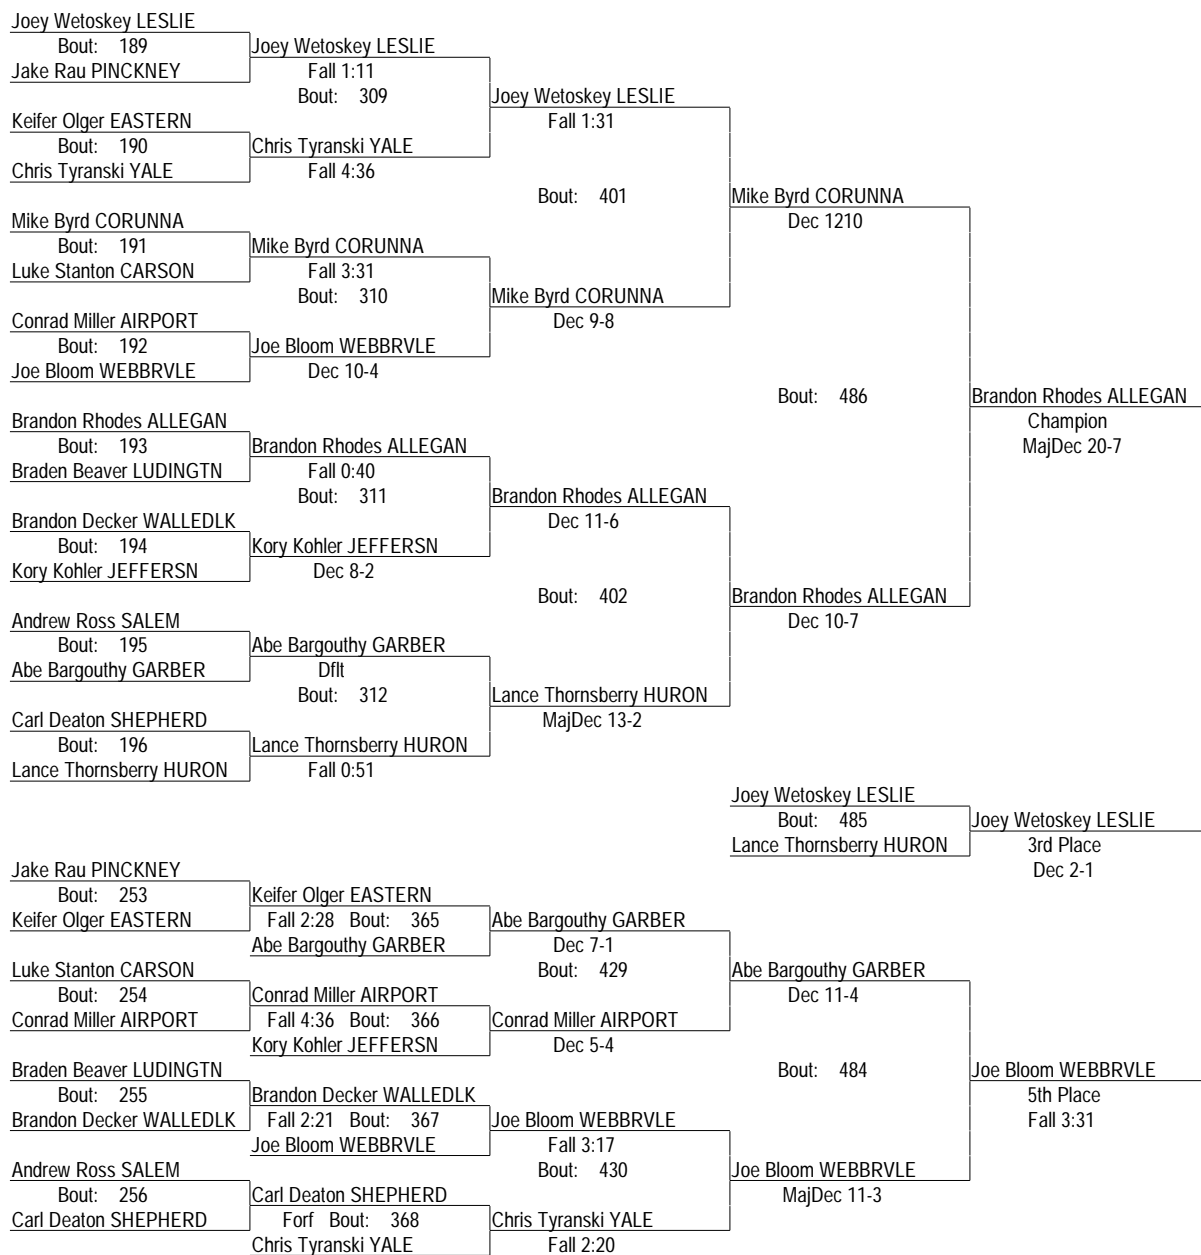 Joey Wetoskey LESLIE
Bout: 189 Joey Wetoskey LESLIE
Jake Rau PINCKNEY Fall 1:11
Bout: 309 Joey Wetoskey LESLIE
Keifer Olger EASTERN Fall 1:31
Bout: 190 Chris Tyranski YALE
Chris Tyranski YALE Fall 4:36
Bout: 401 Mike Byrd CORUNNA
Mike Byrd CORUNNA Dec 1210
Bout: 191 Mike Byrd CORUNNA
Luke Stanton CARSON Fall 3:31
Bout: 310 Mike Byrd CORUNNA
Conrad Miller AIRPORT Dec 9-8
Bout: 192 Joe Bloom WEBBRVLE
Joe Bloom WEBBRVLE Dec 10-4
Bout: 486 Brandon Rhodes ALLEGAN
Brandon Rhodes ALLEGAN Champion
Bout: 193 Brandon Rhodes ALLEGAN MajDec 20-7
Braden Beaver LUDINGTN Fall 0:40
Bout: 311 Brandon Rhodes ALLEGAN
Brandon Decker WALLEDLK Dec 11-6
Bout: 194 Kory Kohler JEFFERSN
Kory Kohler JEFFERSN Dec 8-2
Bout: 402 Brandon Rhodes ALLEGAN
Andrew Ross SALEM Dec 10-7
Bout: 195 Abe Bargouthy GARBER
Abe Bargouthy GARBER Dflt
Bout: 312 Lance Thornsberry HURON
Carl Deaton SHEPHERD MajDec 13-2
Bout: 196 Lance Thornsberry HURON
Lance Thornsberry HURON Fall 0:51
Joey Wetoskey LESLIE
Bout: 485 Joey Wetoskey LESLIE
Lance Thornsberry HURON 3rd Place
Jake Rau PINCKNEY Dec 2-1
Bout: 253 Keifer Olger EASTERN
Keifer Olger EASTERN Fall 2:28 Bout: 365 Abe Bargouthy GARBER
Abe Bargouthy GARBER Dec 7-1
Luke Stanton CARSON Bout: 429 Abe Bargouthy GARBER
Bout: 254 Conrad Miller AIRPORT Dec 11-4
Conrad Miller AIRPORT Fall 4:36 Bout: 366 Conrad Miller AIRPORT
Kory Kohler JEFFERSN Dec 5-4
Braden Beaver LUDINGTN Bout: 484 Joe Bloom WEBBRVLE
Bout: 255 Brandon Decker WALLEDLK 5th Place
Brandon Decker WALLEDLK Fall 2:21 Bout: 367 Joe Bloom WEBBRVLE Fall 3:31
Joe Bloom WEBBRVLE Fall 3:17
Andrew Ross SALEM Bout: 430 Joe Bloom WEBBRVLE
Bout: 256 Carl Deaton SHEPHERD MajDec 11-3
Carl Deaton SHEPHERD Forf Bout: 368 Chris Tyranski YALE
Chris Tyranski YALE Fall 2:20